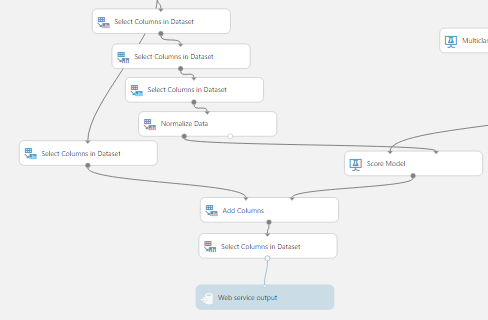 Select Columns in Dataset
Select Columns in Dataset
Multiclas
Select Columns in Dataset
Normalize Data
Select Columns in Dataset
Score Model
Add Columns
Select Columns in Dataset
Web service output